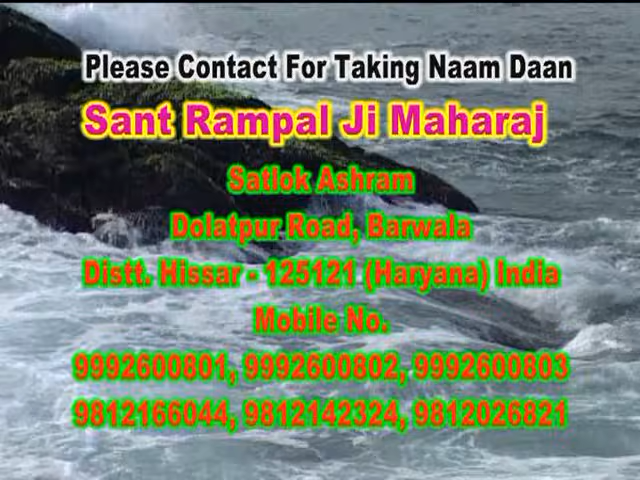 Please Contact For Taking Naam Daan
Sant Rampal Ji Maharaj
Satlok Ashram
Dolatpur Road, Barwala
Distt. Hissar - 125121 (Haryana) India
Mobile No.
9992600801, 9992600802, 9992600803
9812166044, 9812142324, 9812026821